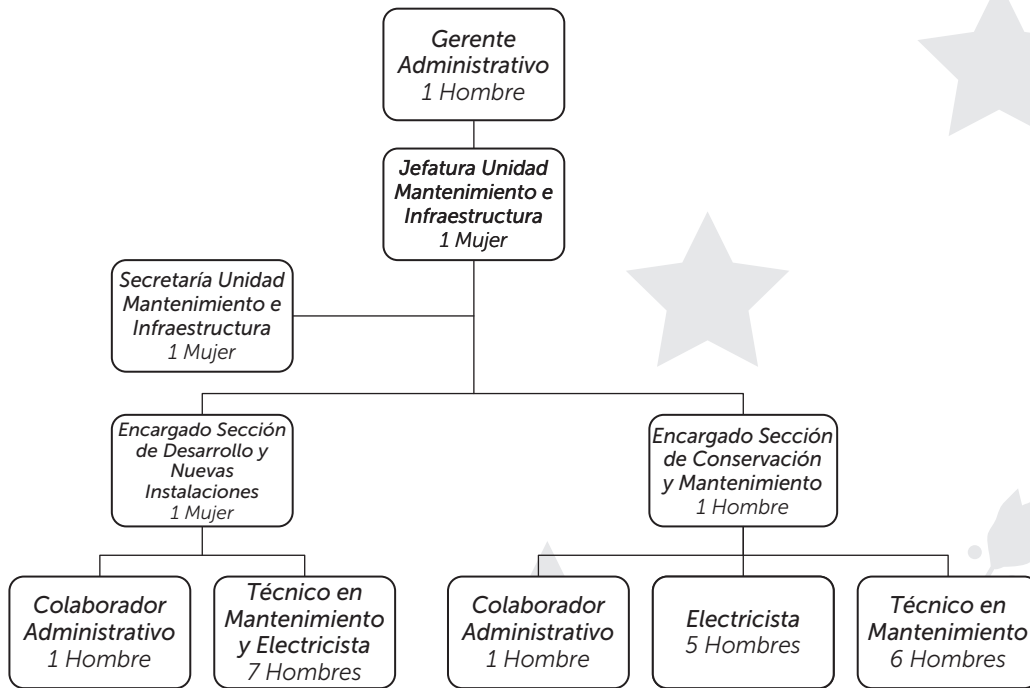 Gerente
Administrativo
1 Hombre
Jefatura Unidad
Mantenimiento e
Infraestructura
1 Mujer
Secretaría Unidad
Mantenimiento e
Infraestructura
1 Mujer
Encargado Sección
de Desarrollo y
Nuevas
Instalaciones
1 Mujer
Encargado Sección
de Conservación
y Mantenimiento
1 Hombre
Colaborador
Administrativo
1 Hombre
Técnico en
Mantenimiento
y Electricista
7 Hombres
Colaborador
Administrativo
1 Hombre
Electricista
5 Hombres
Técnico en
Mantenimiento
6 Hombres